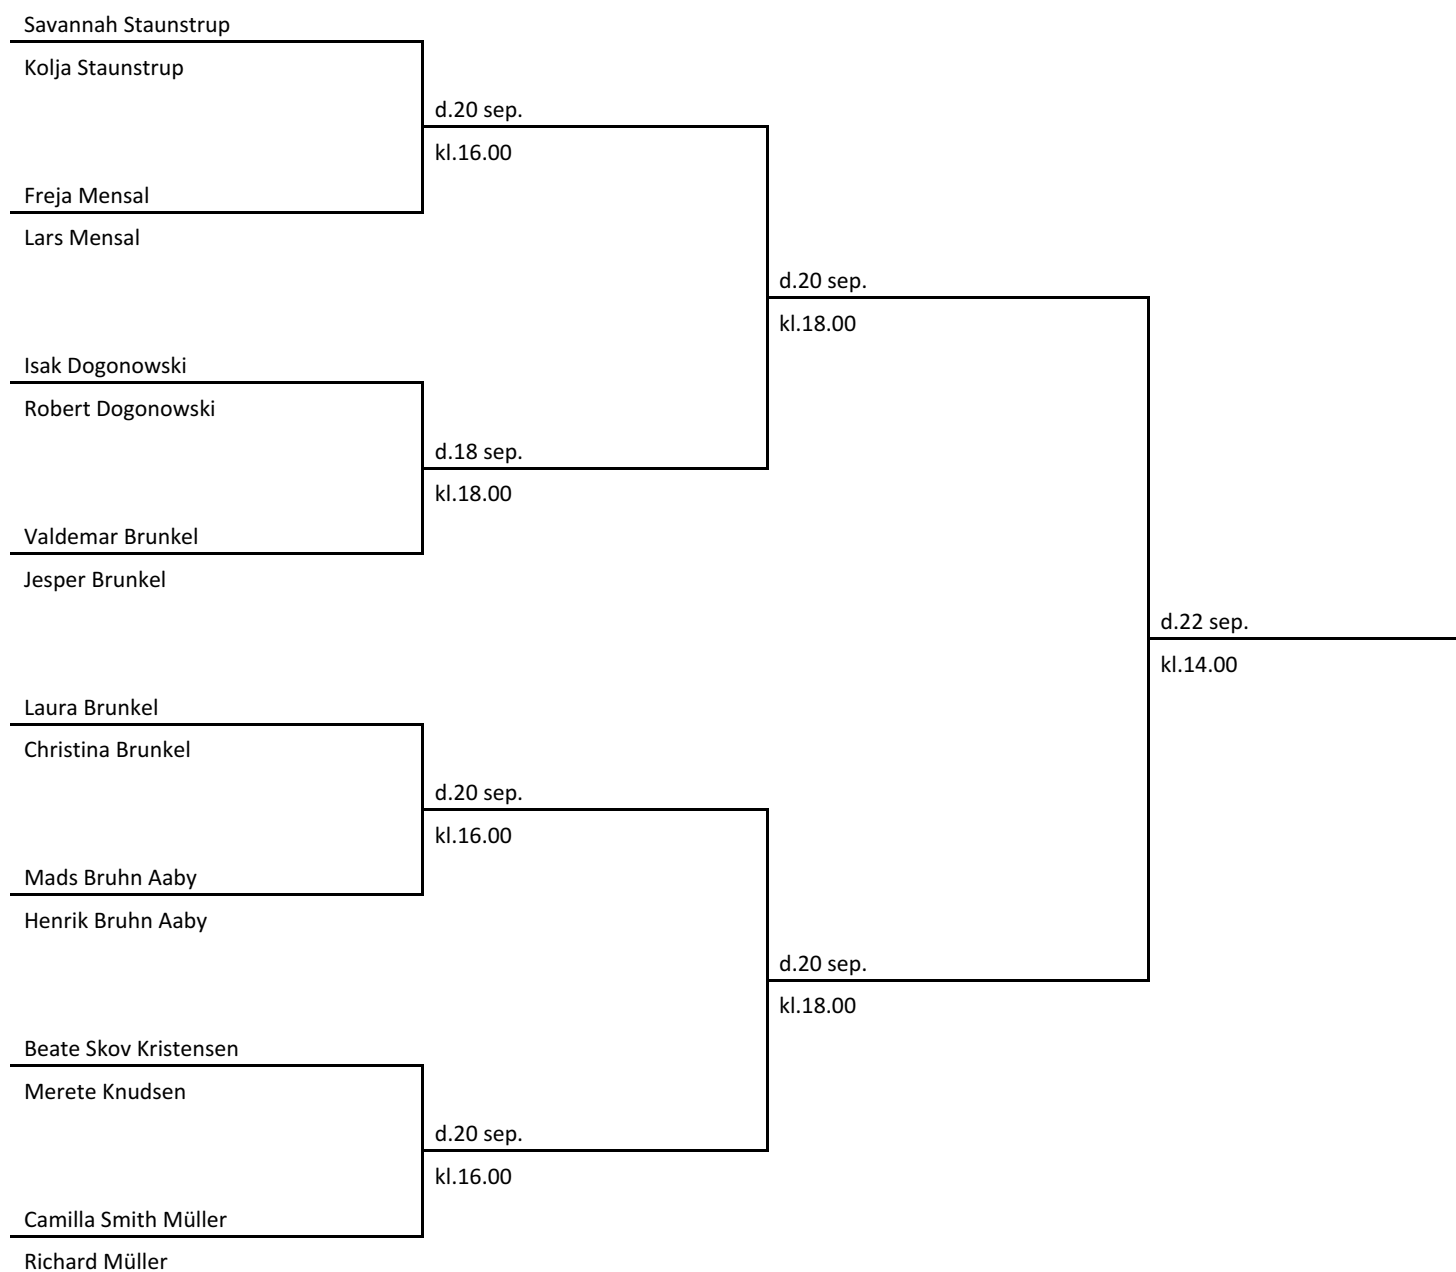 Savannah Staunstrup
Kolja Staunstrup
d.20 sep.
kl.16.00
Freja Mensal
Lars Mensal
d.20 sep.
kl.18.00
Isak Dogonowski
Robert Dogonowski
d.18 sep.
kl.18.00
Valdemar Brunkel
Jesper Brunkel
d.22 sep.
kl.14.00
Laura Brunkel
Christina Brunkel
d.20 sep.
kl.16.00
Mads Bruhn Aaby
Henrik Bruhn Aaby
d.20 sep.
kl.18.00
Beate Skov Kristensen
Merete Knudsen
d.20 sep.
kl.16.00
Camilla Smith Müller
Richard Müller